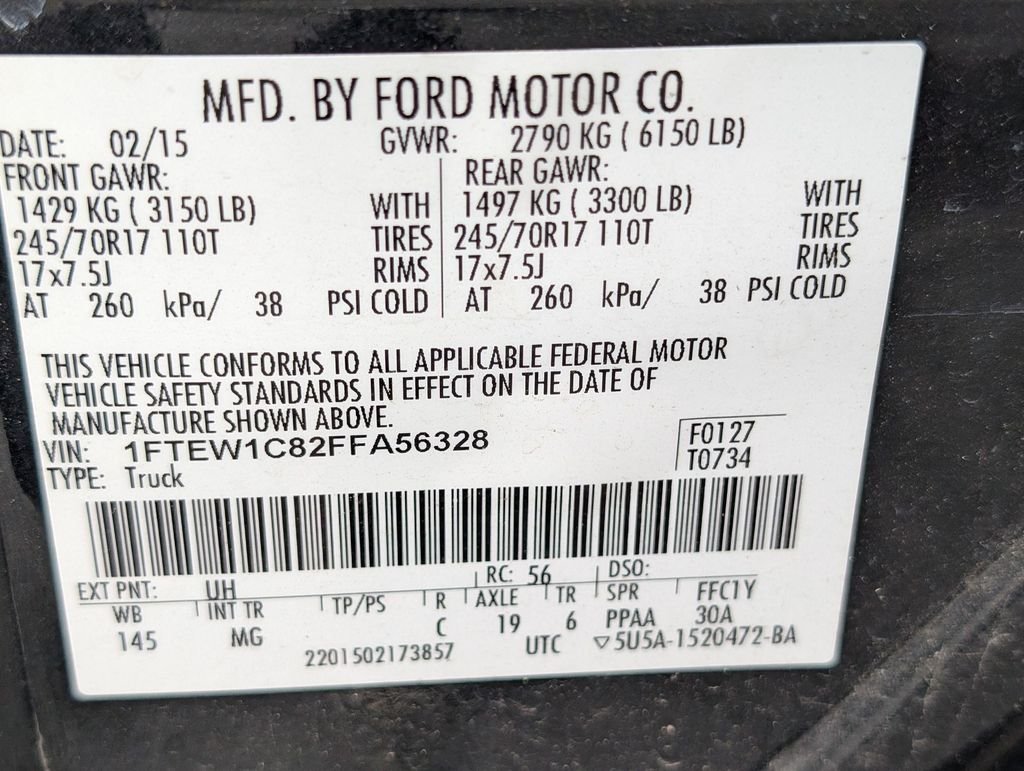 MFD. BY FORD MOTOR CO.
DATE: 02/15 GVWR: 2790 KG ( 6150 LB)
FRONT GAWR: REAR GAWR:
1429 KG ( 3150 LB) WITH 1497 KG ( 3300 LB) WITH
245/70R17 110T TIRES 245/70R17 110T TIRES
17x7.5J RIMS 17x7.5J RIMS
AT 260 kPa/ 38 PSI COLD AT 260 kPa/ 38 PSI COLD
THIS VEHICLE CONFORMS TO ALL APPLICABLE FEDERAL MOTOR
VEHICLE SAFETY STANDARDS IN EFFECT ON THE DATE OF
MANUFACTURE SHOWN ABOVE.
VIN: 1FTEW1C82FFA56328 F0127
TYPE: Truck T0734
EXT PNT: UH RC: 56 DSO:
WB INT TR TP/PS R AXLE TR SPR FFC1Y
145 MG C 19 6 PPAA 30A
2201502173857 UTC ▽5U5A-1520472-BA